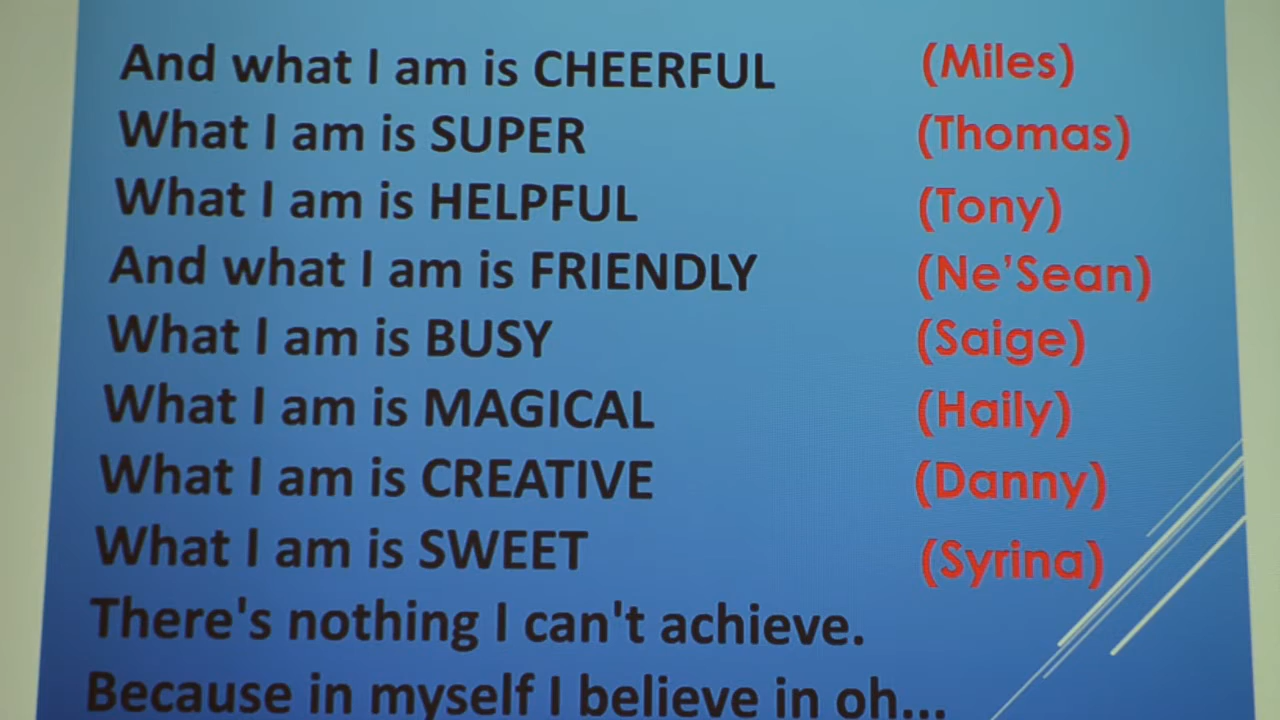 And what I am is CHEERFUL (Miles)
What I am is SUPER (Thomas)
What I am is HELPFUL (Tony)
And what I am is FRIENDLY (Ne'Sean)
What I am is BUSY (Saige)
What I am is MAGICAL (Haily)
What I am is CREATIVE (Danny)
What I am is SWEET (Syrina)
There's nothing I can't achieve.
Because in myself I believe in oh...